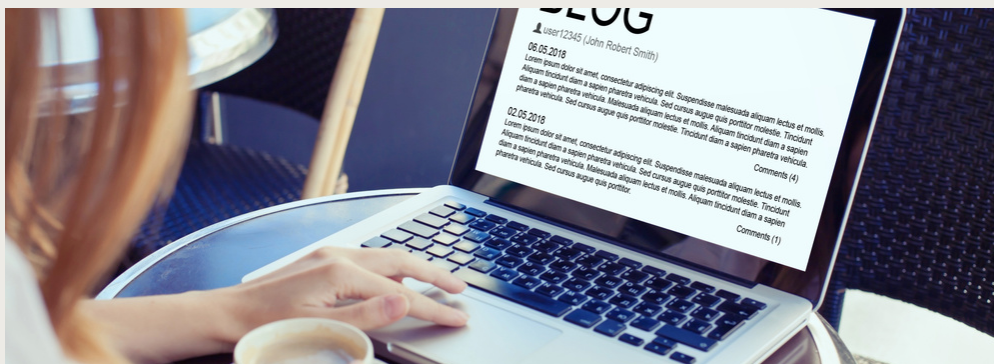 BLOG
user12345 (John Robert Smith)
06.05.2018
Lorem ipsum dolor sit amet, consectetur adipiscing elit. Suspendisse malesuada aliquam lectus et mollis.
Aliquam tincidunt diam a sapien pharetra vehicula. Sed cursus augue quis porttitor molestie. Tincidunt
diam a sapien pharetra vehicula. Malesuada aliquam lectus et mollis. Aliquam tincidunt diam a sapien
pharetra vehicula. Sed cursus augue quis porttitor molestie. Tincidunt diam a sapien pharetra vehicula.
Comments (4)
02.05.2018
Lorem ipsum dolor sit amet, consectetur adipiscing elit. Suspendisse malesuada aliquam lectus et mollis.
Aliquam tincidunt diam a sapien pharetra vehicula. Sed cursus augue quis porttitor molestie. Tincidunt
diam a sapien pharetra vehicula. Malesuada aliquam lectus et mollis. Aliquam tincidunt diam a sapien
pharetra vehicula. Sed cursus augue quis porttitor.
Comments (1)